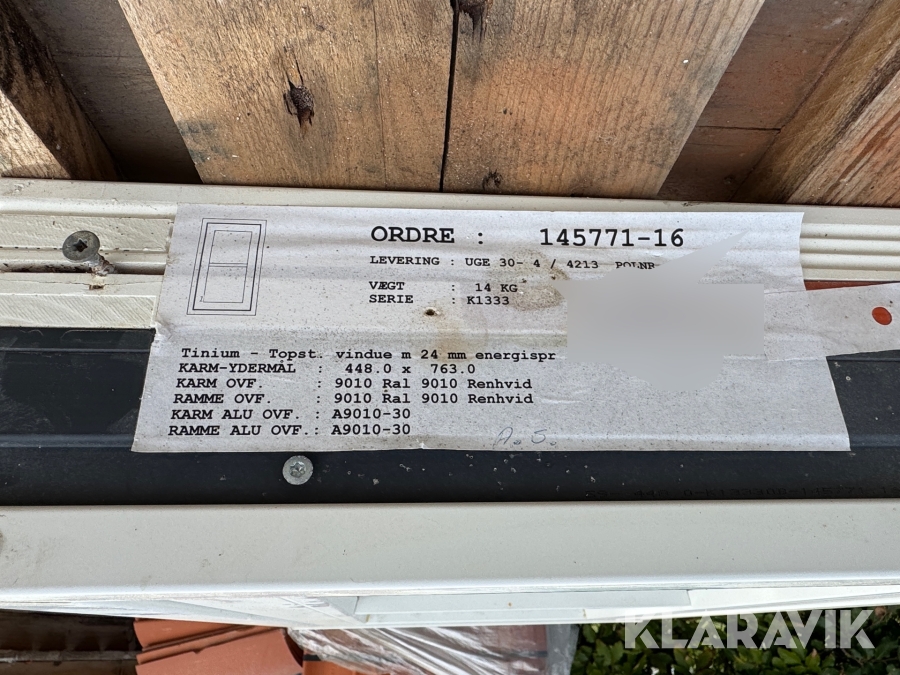 ORDRE : 145771-16
LEVERING : UGE 30- 4 / 4213 POLNR
VÆGT : 14 KG
SERIE : K1333
Tinium - Topst. vindue m 24 mm energispr
KARM-YDERMÅL : 448.0 x 763.0
KARM OVF. : 9010 Ral 9010 Renhvid
RAMME OVF. : 9010 Ral 9010 Renhvid
KARM ALU OVF. : A9010-30
RAMME ALU OVF.: A9010-30
A.S.
KLARAVIK